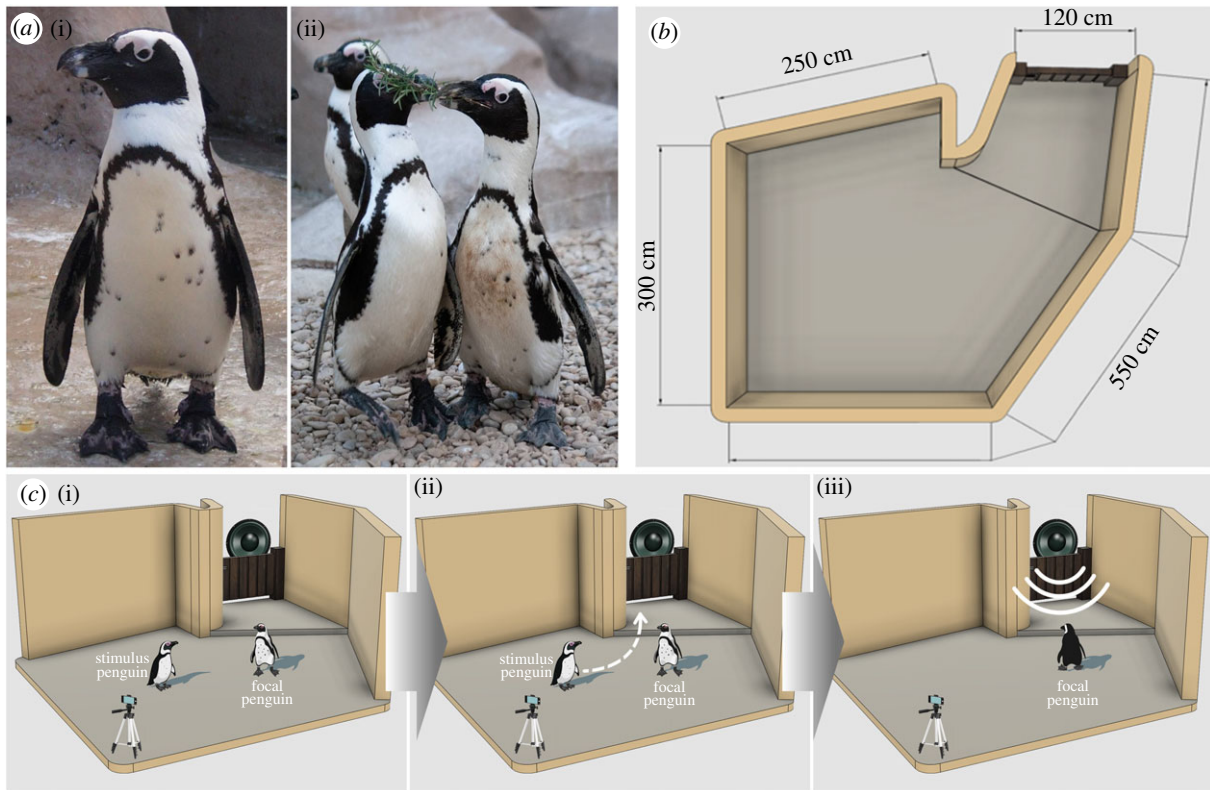 (a) (i)
(ii)
(b)
120 cm
250 cm
300 cm
550 cm
(c) (i)
stimulus
penguin
focal
penguin
(ii)
stimulus
penguin
focal
penguin
(iii)
focal
penguin